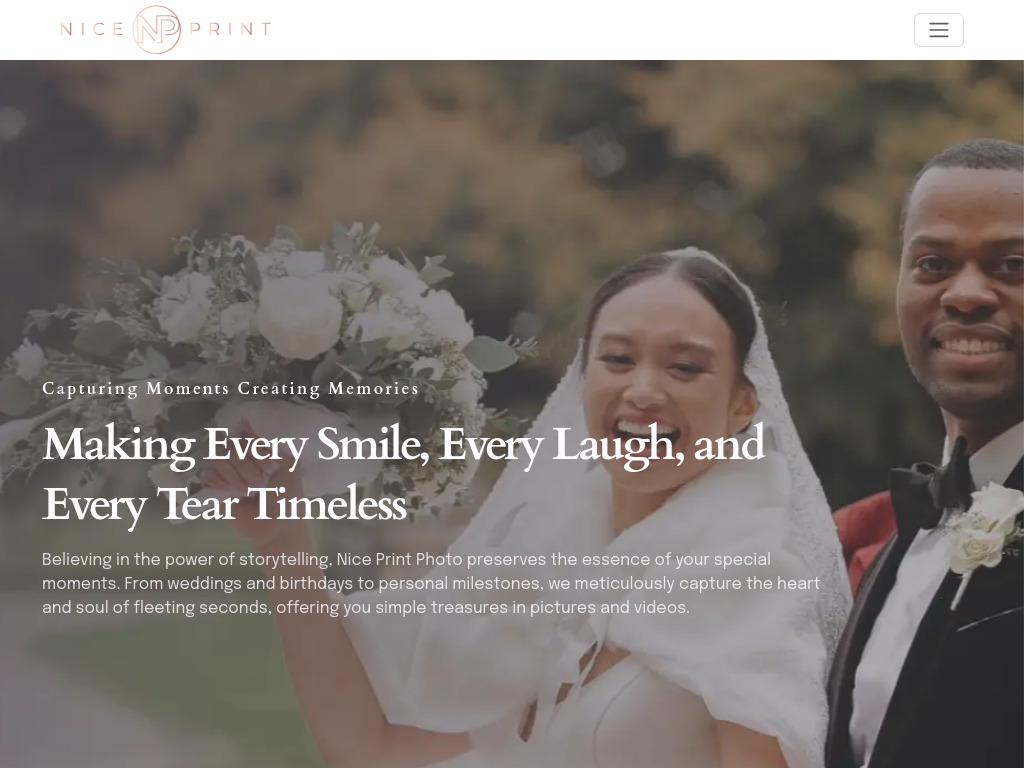 NICE NP PRINT
Capturing Moments Creating Memories
Making Every Smile, Every Laugh, and
Every Tear Timeless
Believing in the power of storytelling, Nice Print Photo preserves the essence of your special
moments. From weddings and birthdays to personal milestones, we meticulously capture the heart
and soul of fleeting seconds, offering you simple treasures in pictures and videos.